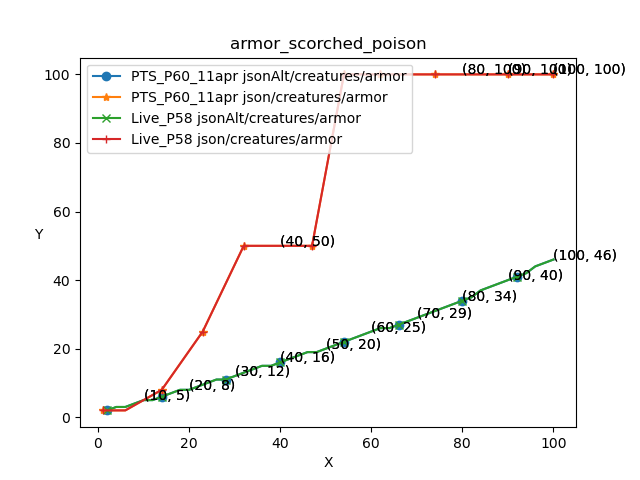 armor_scorched_poison
PTS_P60_11apr jsonAlt/creatures/armor
PTS_P60_11apr json/creatures/armor
Live_P58 jsonAlt/creatures/armor
Live_P58 json/creatures/armor
(80, 100)
(90, 100)
(100, 100)
(40, 50)
(100, 46)
(90, 40)
(80, 34)
(70, 29)
(60, 25)
(50, 20)
(40, 16)
(30, 12)
(20, 8)
(10, 5)
100
80
60
40
20
0
Y
0 20 40 60 80 100
X